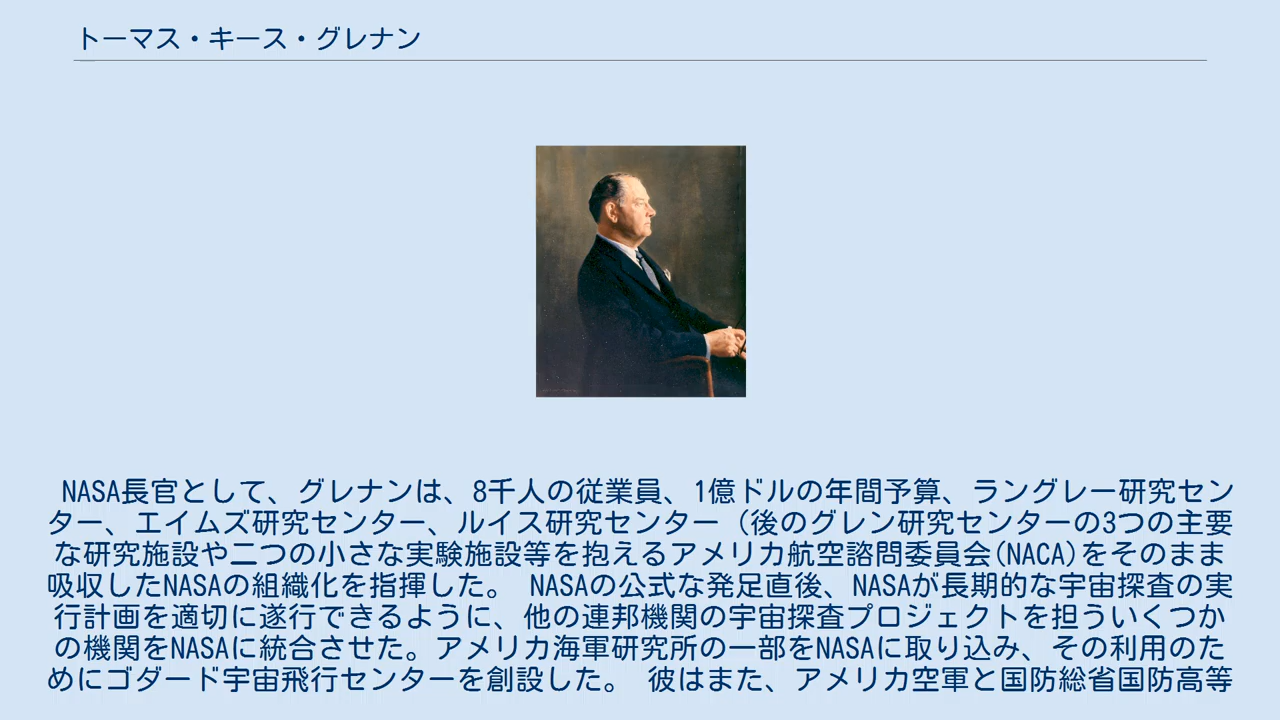 トーマス・キース・グレナン
NASA長官として、グレナンは、8千人の従業員、1億ドルの年間予算、ラングレー研究セン
ター、エイムズ研究センター、ルイス研究センター（後のグレン研究センターの3つの主要
な研究施設や二つの小さな実験施設等を抱えるアメリカ航空諮問委員会(NACA)をそのまま
吸収したNASAの組織化を指揮した。 NASAの公式な発足直後、NASAが長期的な宇宙探査の実
行計画を適切に遂行できるように、他の連邦機関の宇宙探査プロジェクトを担ういくつか
の機関をNASAに統合させた。アメリカ海軍研究所の一部をNASAに取り込み、その利用のた
めにゴダード宇宙飛行センターを創設した。 彼はまた、アメリカ空軍と国防総省国防高等